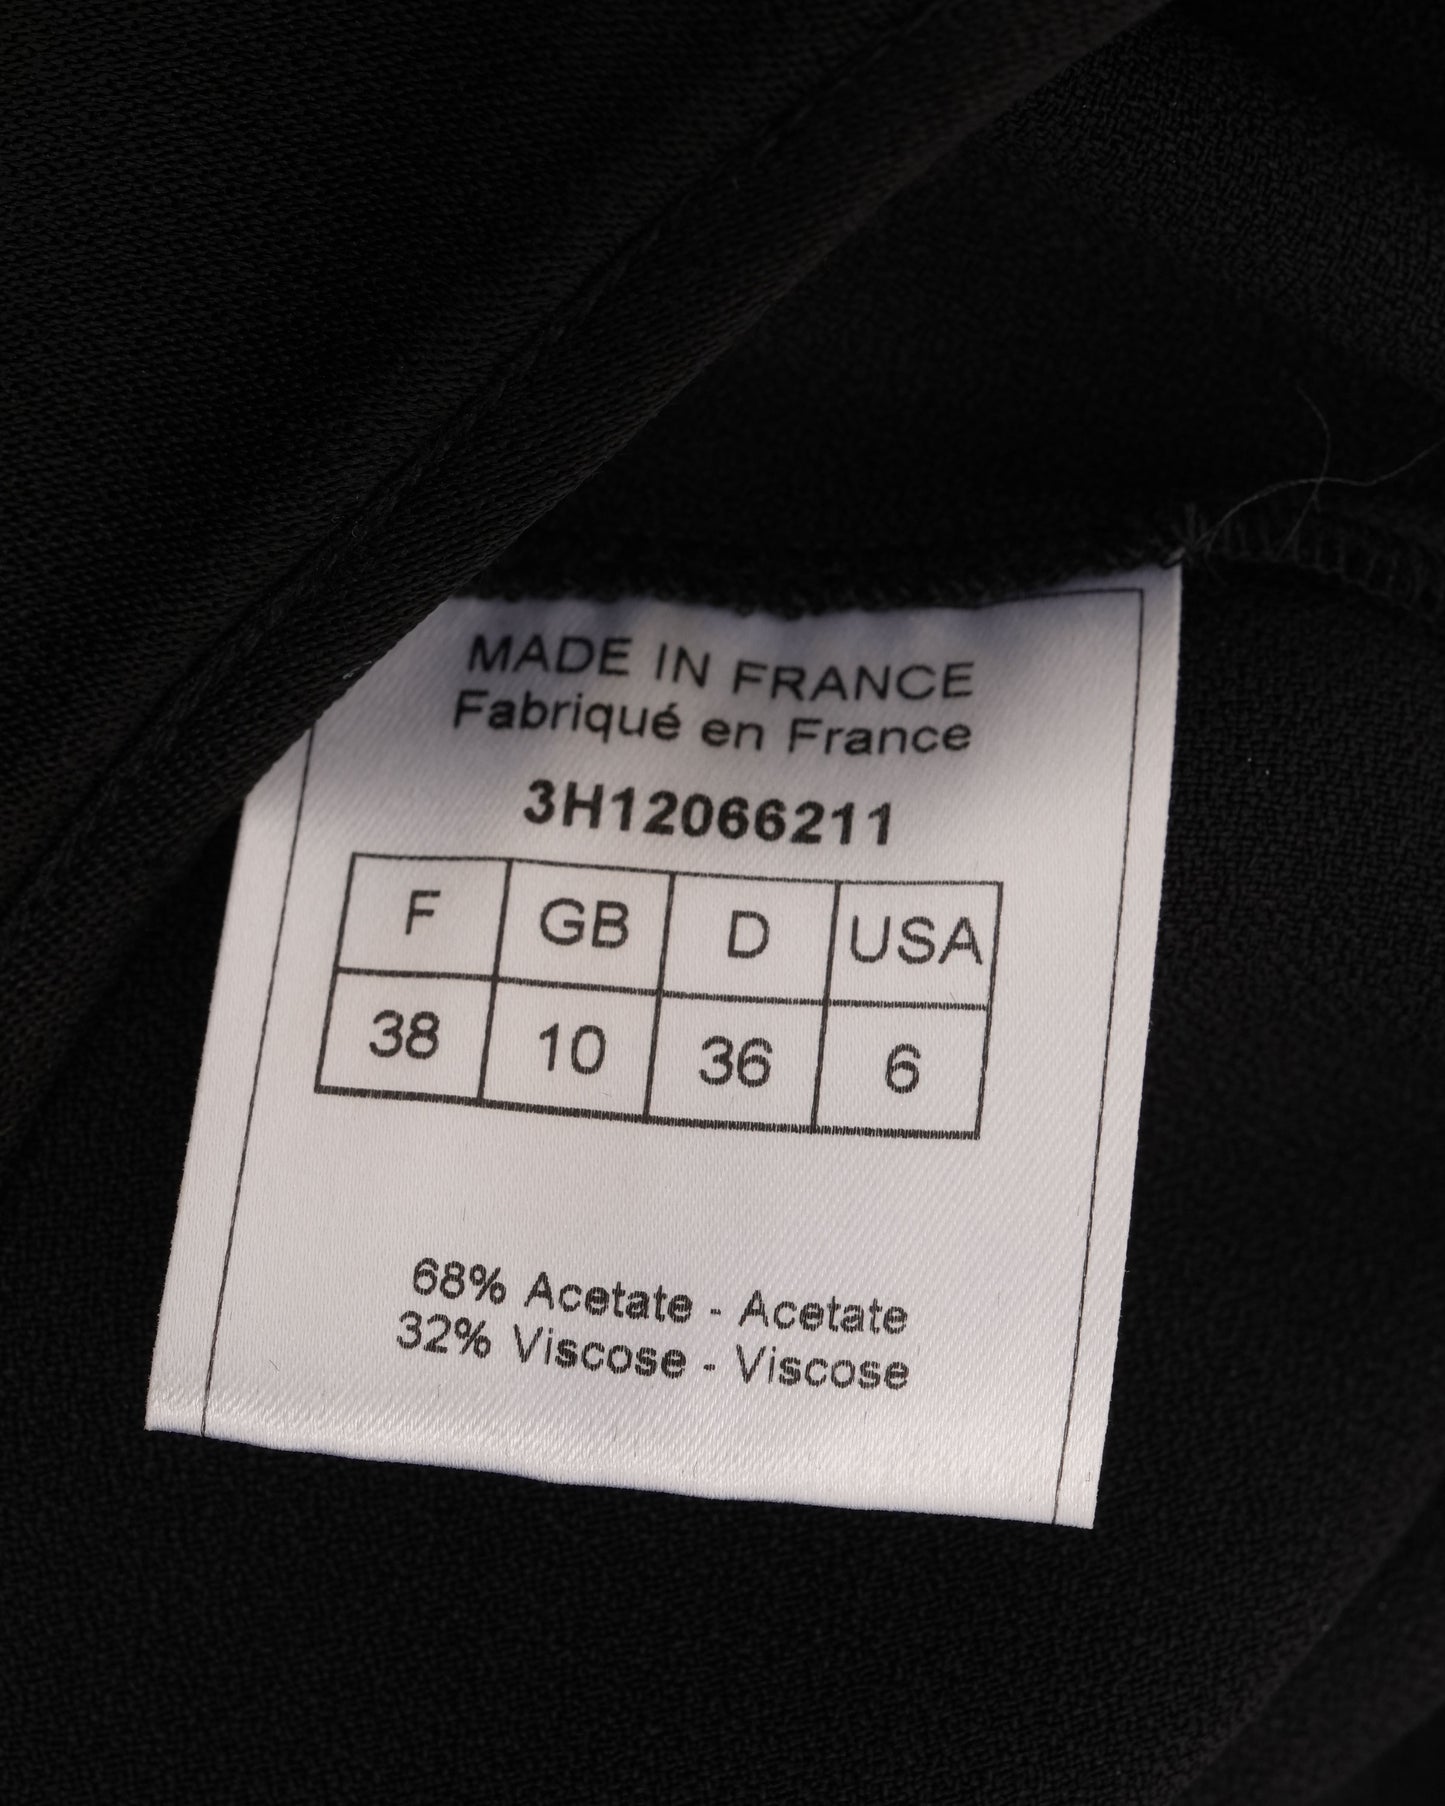 MADE IN FRANCE
Fabriqué en France
3H12066211
F GB D USA
38 10 36 6
68% Acetate - Acetate
32% Viscose - Viscose